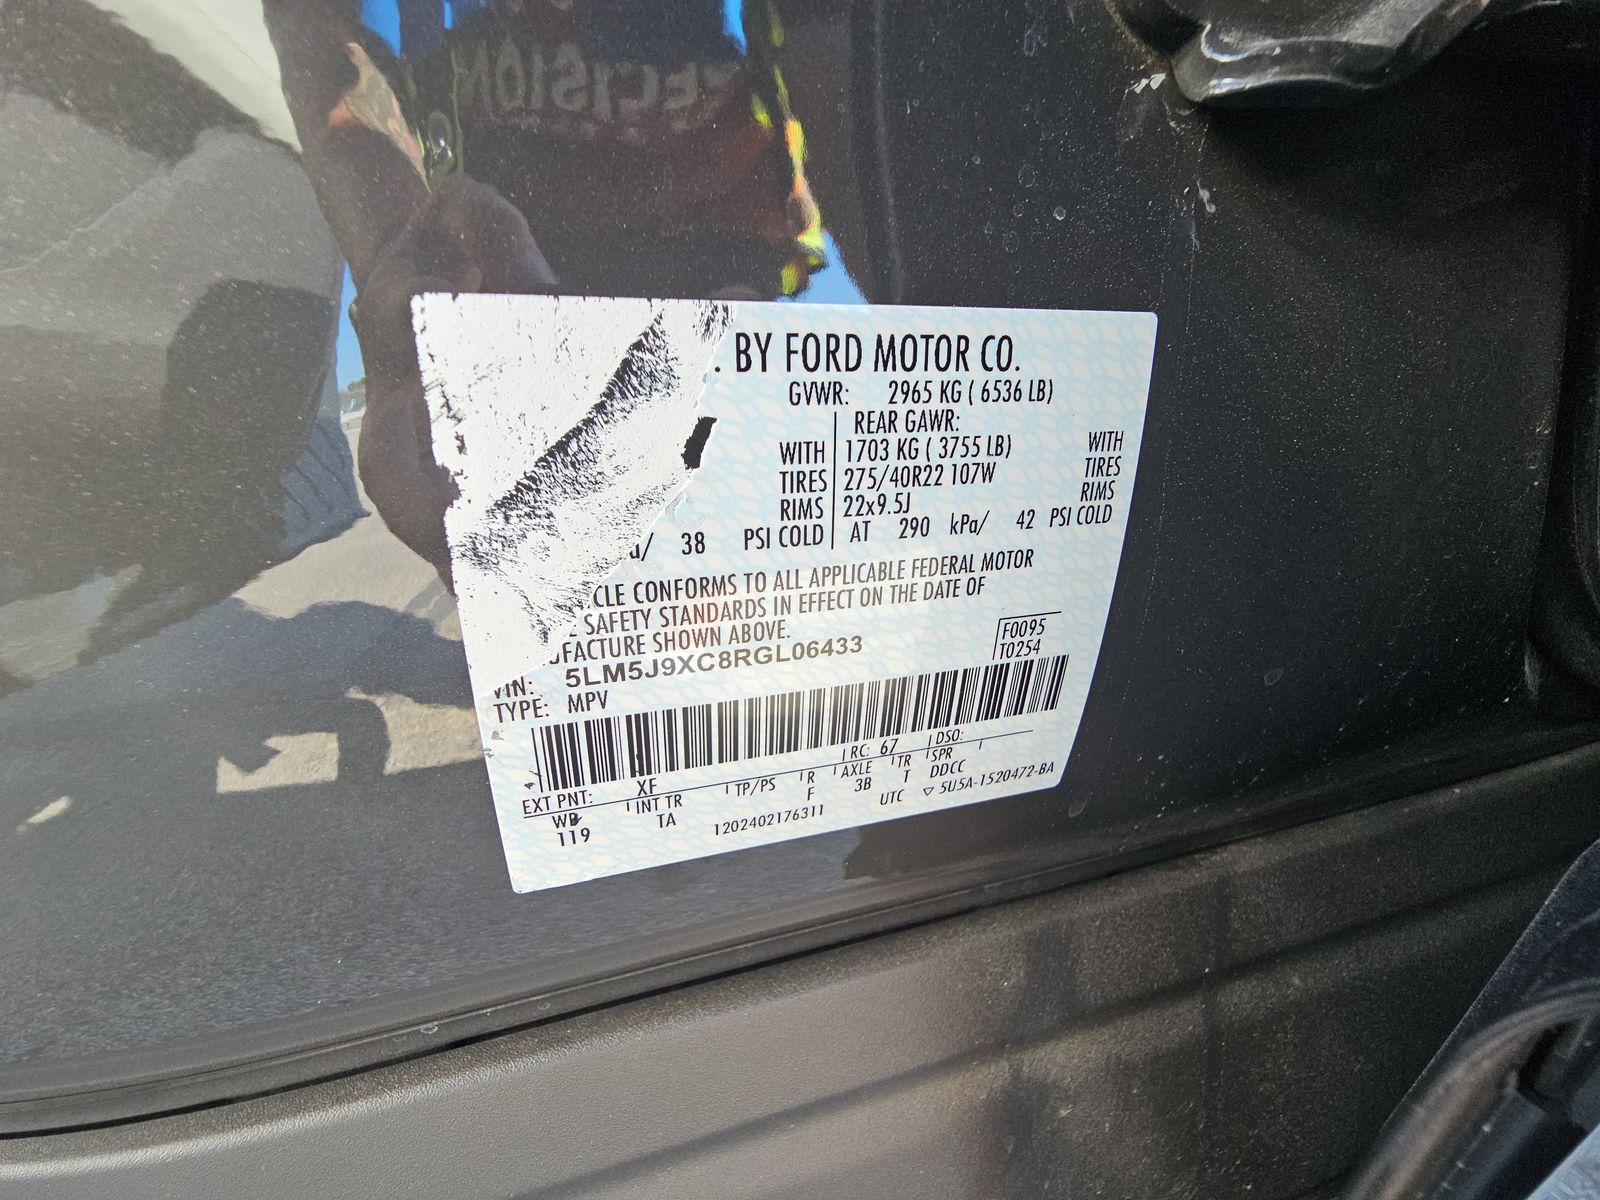 ECISION
. BY FORD MOTOR CO.
GVWR: 2965 KG ( 6536 LB)
REAR GAWR:
WITH 1703 KG ( 3755 LB) WITH
TIRES 275/40R22 107W TIRES
RIMS 22x9.5J RIMS
/ 38 PSI COLD AT 290 kPa/ 42 PSI COLD
CLE CONFORMS TO ALL APPLICABLE FEDERAL MOTOR
SAFETY STANDARDS IN EFFECT ON THE DATE OF
FACTURE SHOWN ABOVE.
F0095
T0254
VIN: 5LM5J9XC8RGL06433
TYPE: MPV
EXT PNT: XF RC: 67 DSO:
WB INT TR TP/PS R AXLE TR SPR
119 TA F 3B T DDCC
1202402176311 UTC ▽ 5U5A-1520472-BA